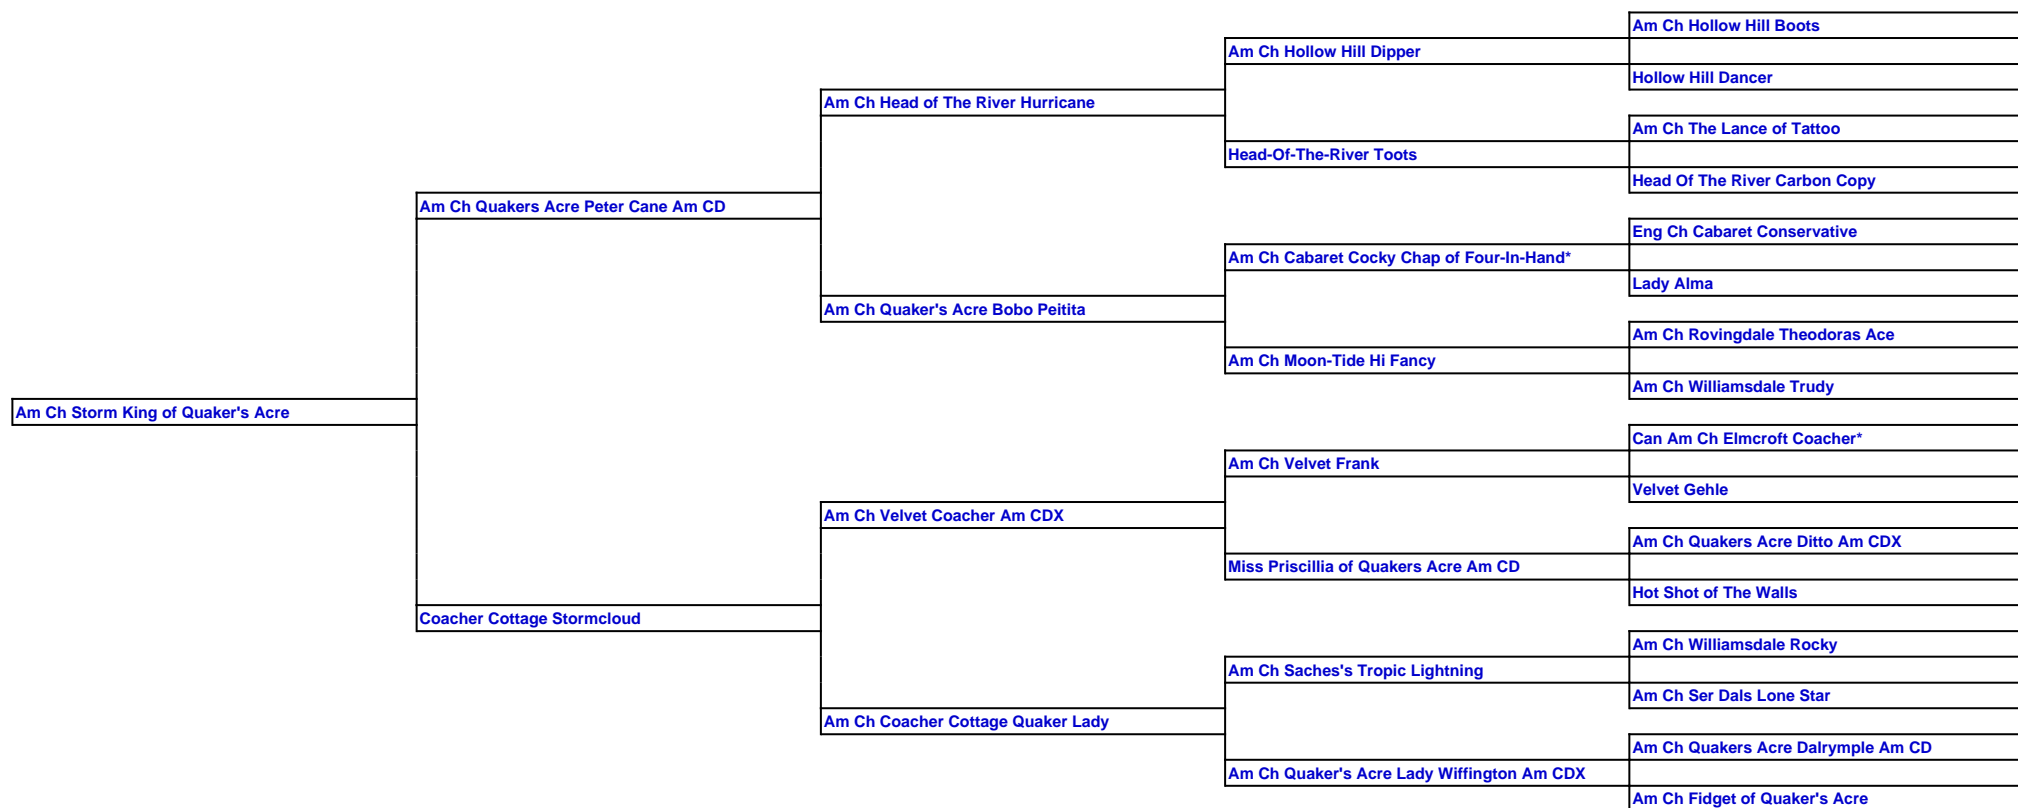 Am Ch Hollow Hill Boots
Am Ch Hollow Hill Dipper
Hollow Hill Dancer
Am Ch Head of The River Hurricane
Am Ch The Lance of Tattoo
Head-Of-The-River Toots
Head Of The River Carbon Copy
Am Ch Quakers Acre Peter Cane Am CD
Eng Ch Cabaret Conservative
Am Ch Cabaret Cocky Chap of Four-In-Hand*
Lady Alma
Am Ch Quaker's Acre Bobo Peitita
Am Ch Rovingdale Theodoras Ace
Am Ch Moon-Tide Hi Fancy
Am Ch Williamsdale Trudy
Am Ch Storm King of Quaker's Acre
Can Am Ch Elmcroft Coacher*
Am Ch Velvet Frank
Velvet Gehle
Am Ch Velvet Coacher Am CDX
Am Ch Quakers Acre Ditto Am CDX
Miss Priscillia of Quakers Acre Am CD
Hot Shot of The Walls
Coacher Cottage Stormcloud
Am Ch Williamsdale Rocky
Am Ch Saches's Tropic Lightning
Am Ch Ser Dals Lone Star
Am Ch Coacher Cottage Quaker Lady
Am Ch Quakers Acre Dalrymple Am CD
Am Ch Quaker's Acre Lady Wiffington Am CDX
Am Ch Fidget of Quaker's Acre